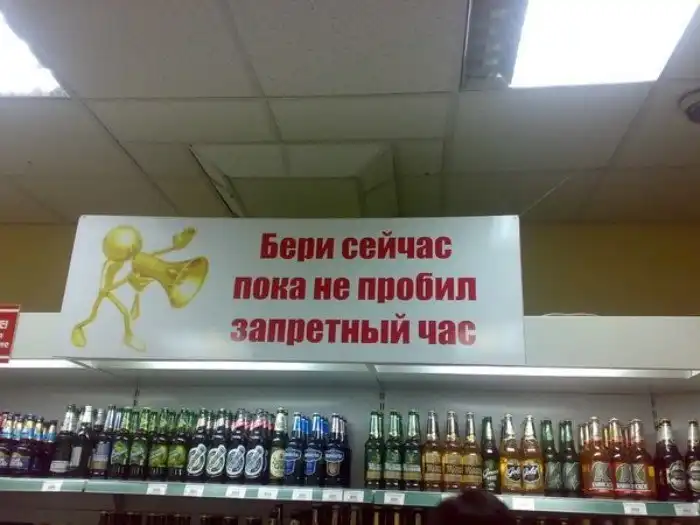 Бери сейчас
пока не пробил
запретный час